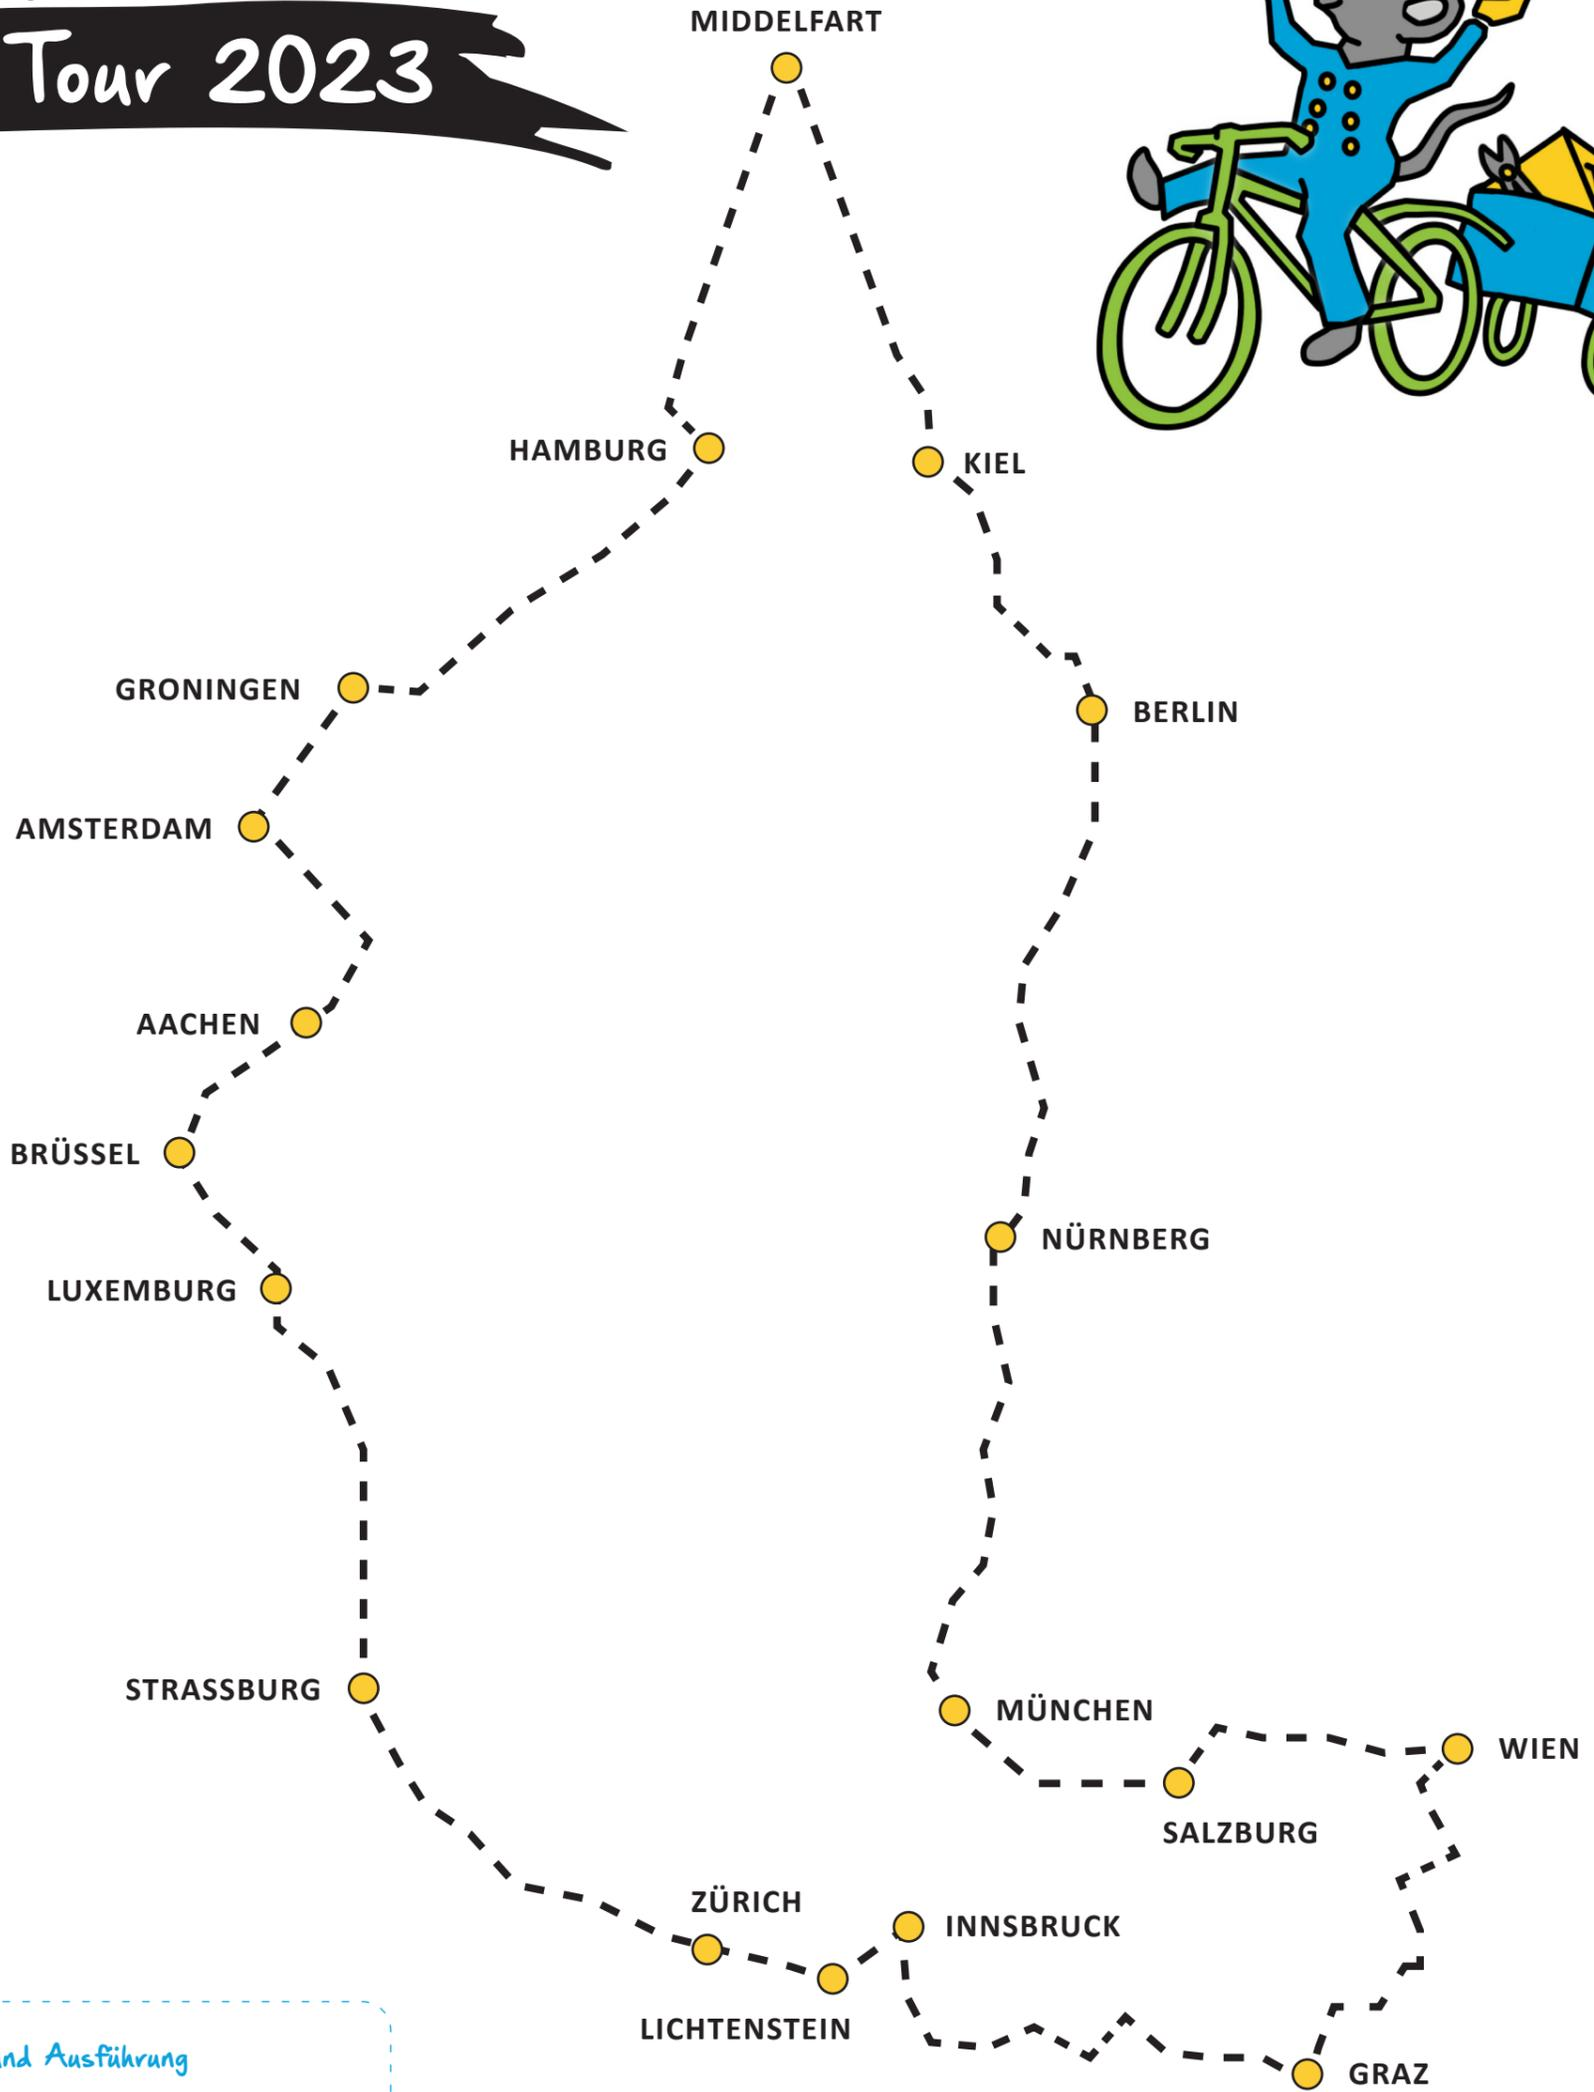 Tour 2023
MIDDELFART
HAMBURG
KIEL
GRONINGEN
BERLIN
AMSTERDAM
AACHEN
BRÜSSEL
NÜRNBERG
LUXEMBURG
STRASSBURG
MÜNCHEN
WIEN
SALZBURG
ZÜRICH
INNSBRUCK
LICHTENSTEIN
GRAZ
nd Ausführung